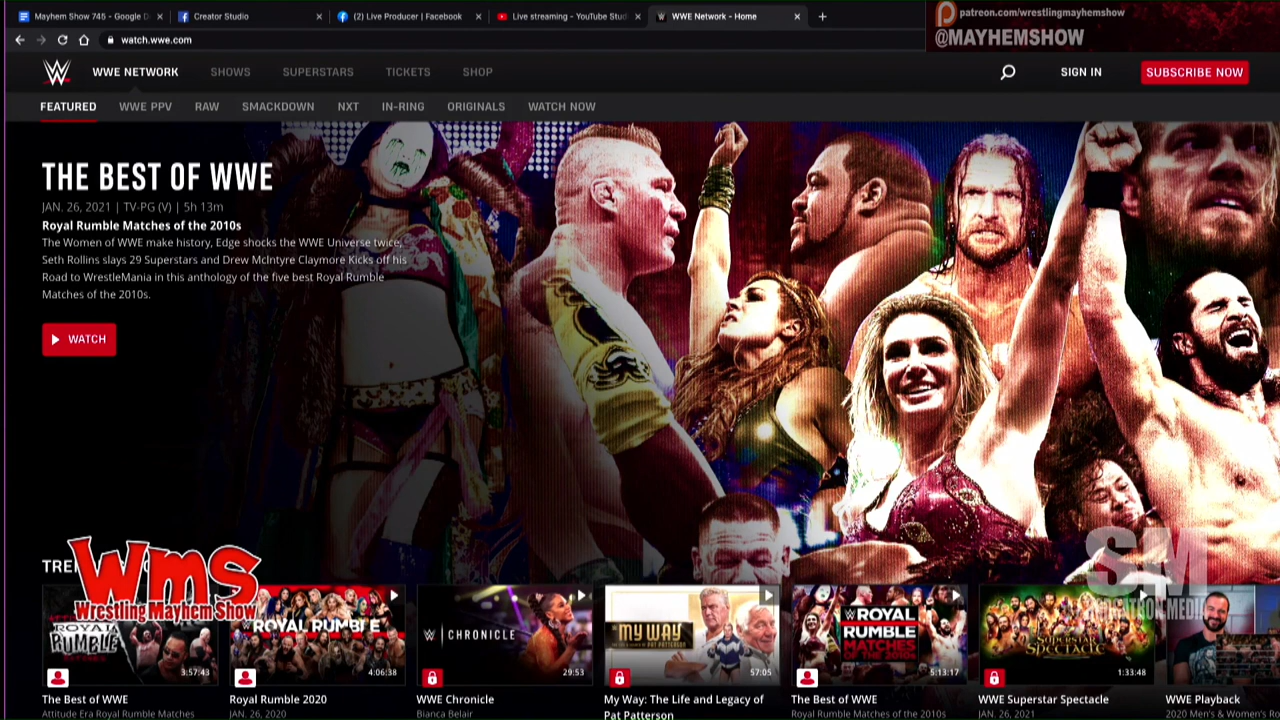 Mayhem Show 745 - Google D
Creator Studio
(2) Live Producer | Facebook
Live streaming - YouTube Stud
WWE Network - Home
patreon.com/wrestlingmayhemshow
@MAYHEMSHOW
watch.wwe.com
WWE NETWORK
SHOWS
SUPERSTARS
TICKETS
SHOP
SIGN IN
SUBSCRIBE NOW
FEATURED
WWE PPV
RAW
SMACKDOWN
NXT
IN-RING
ORIGINALS
WATCH NOW
THE BEST OF WWE
JAN. 26, 2021 | TV-PG (V) | 5h 13m
Royal Rumble Matches of the 2010s
The Women of WWE make history, Edge shocks the WWE Universe twice,
Seth Rollins slays 29 Superstars and Drew McIntyre Claymore Kicks off his
Road to WrestleMania in this anthology of the five best Royal Rumble
Matches of the 2010s.
WATCH
TRE
WMS
Wrestling Mayhem Show
SM
MEDIA
ROYAL
RUMBLE
3:57:43
ROYAL RUMBLE
4:06:38
W | CHRONICLE
29:53
MY WAY
57:05
ROYAL
RUMBLE
MATCHES
OF THE 2010s
5:13:17
SUPERSTAR
SPECTACLE
1:33:48
The Best of WWE
Attitude Era Royal Rumble Matches
Royal Rumble 2020
JAN. 26, 2020
WWE Chronicle
Bianca Belair
My Way: The Life and Legacy of
Pat Patterson
The Best of WWE
Royal Rumble Matches of the 2010s
WWE Superstar Spectacle
JAN. 26, 2021
WWE Playback
2020 Men's & Women's Ro